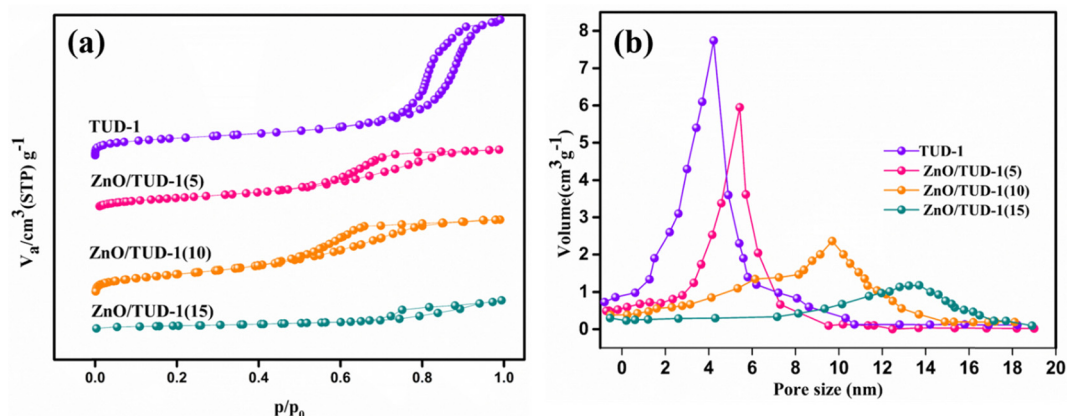 (a)
TUD-1
ZnO/TUD-1(5)
ZnO/TUD-1(10)
ZnO/TUD-1(15)
Va/cm3(STP) g-1
0.0 0.2 0.4 0.6 0.8 1.0
p/p0
(b)
8
7
6
5
4
3
2
1
0
Volume(cm3g-1)
TUD-1
ZnO/TUD-1(5)
ZnO/TUD-1(10)
ZnO/TUD-1(15)
0 2 4 6 8 10 12 14 16 18 20
Pore size (nm)